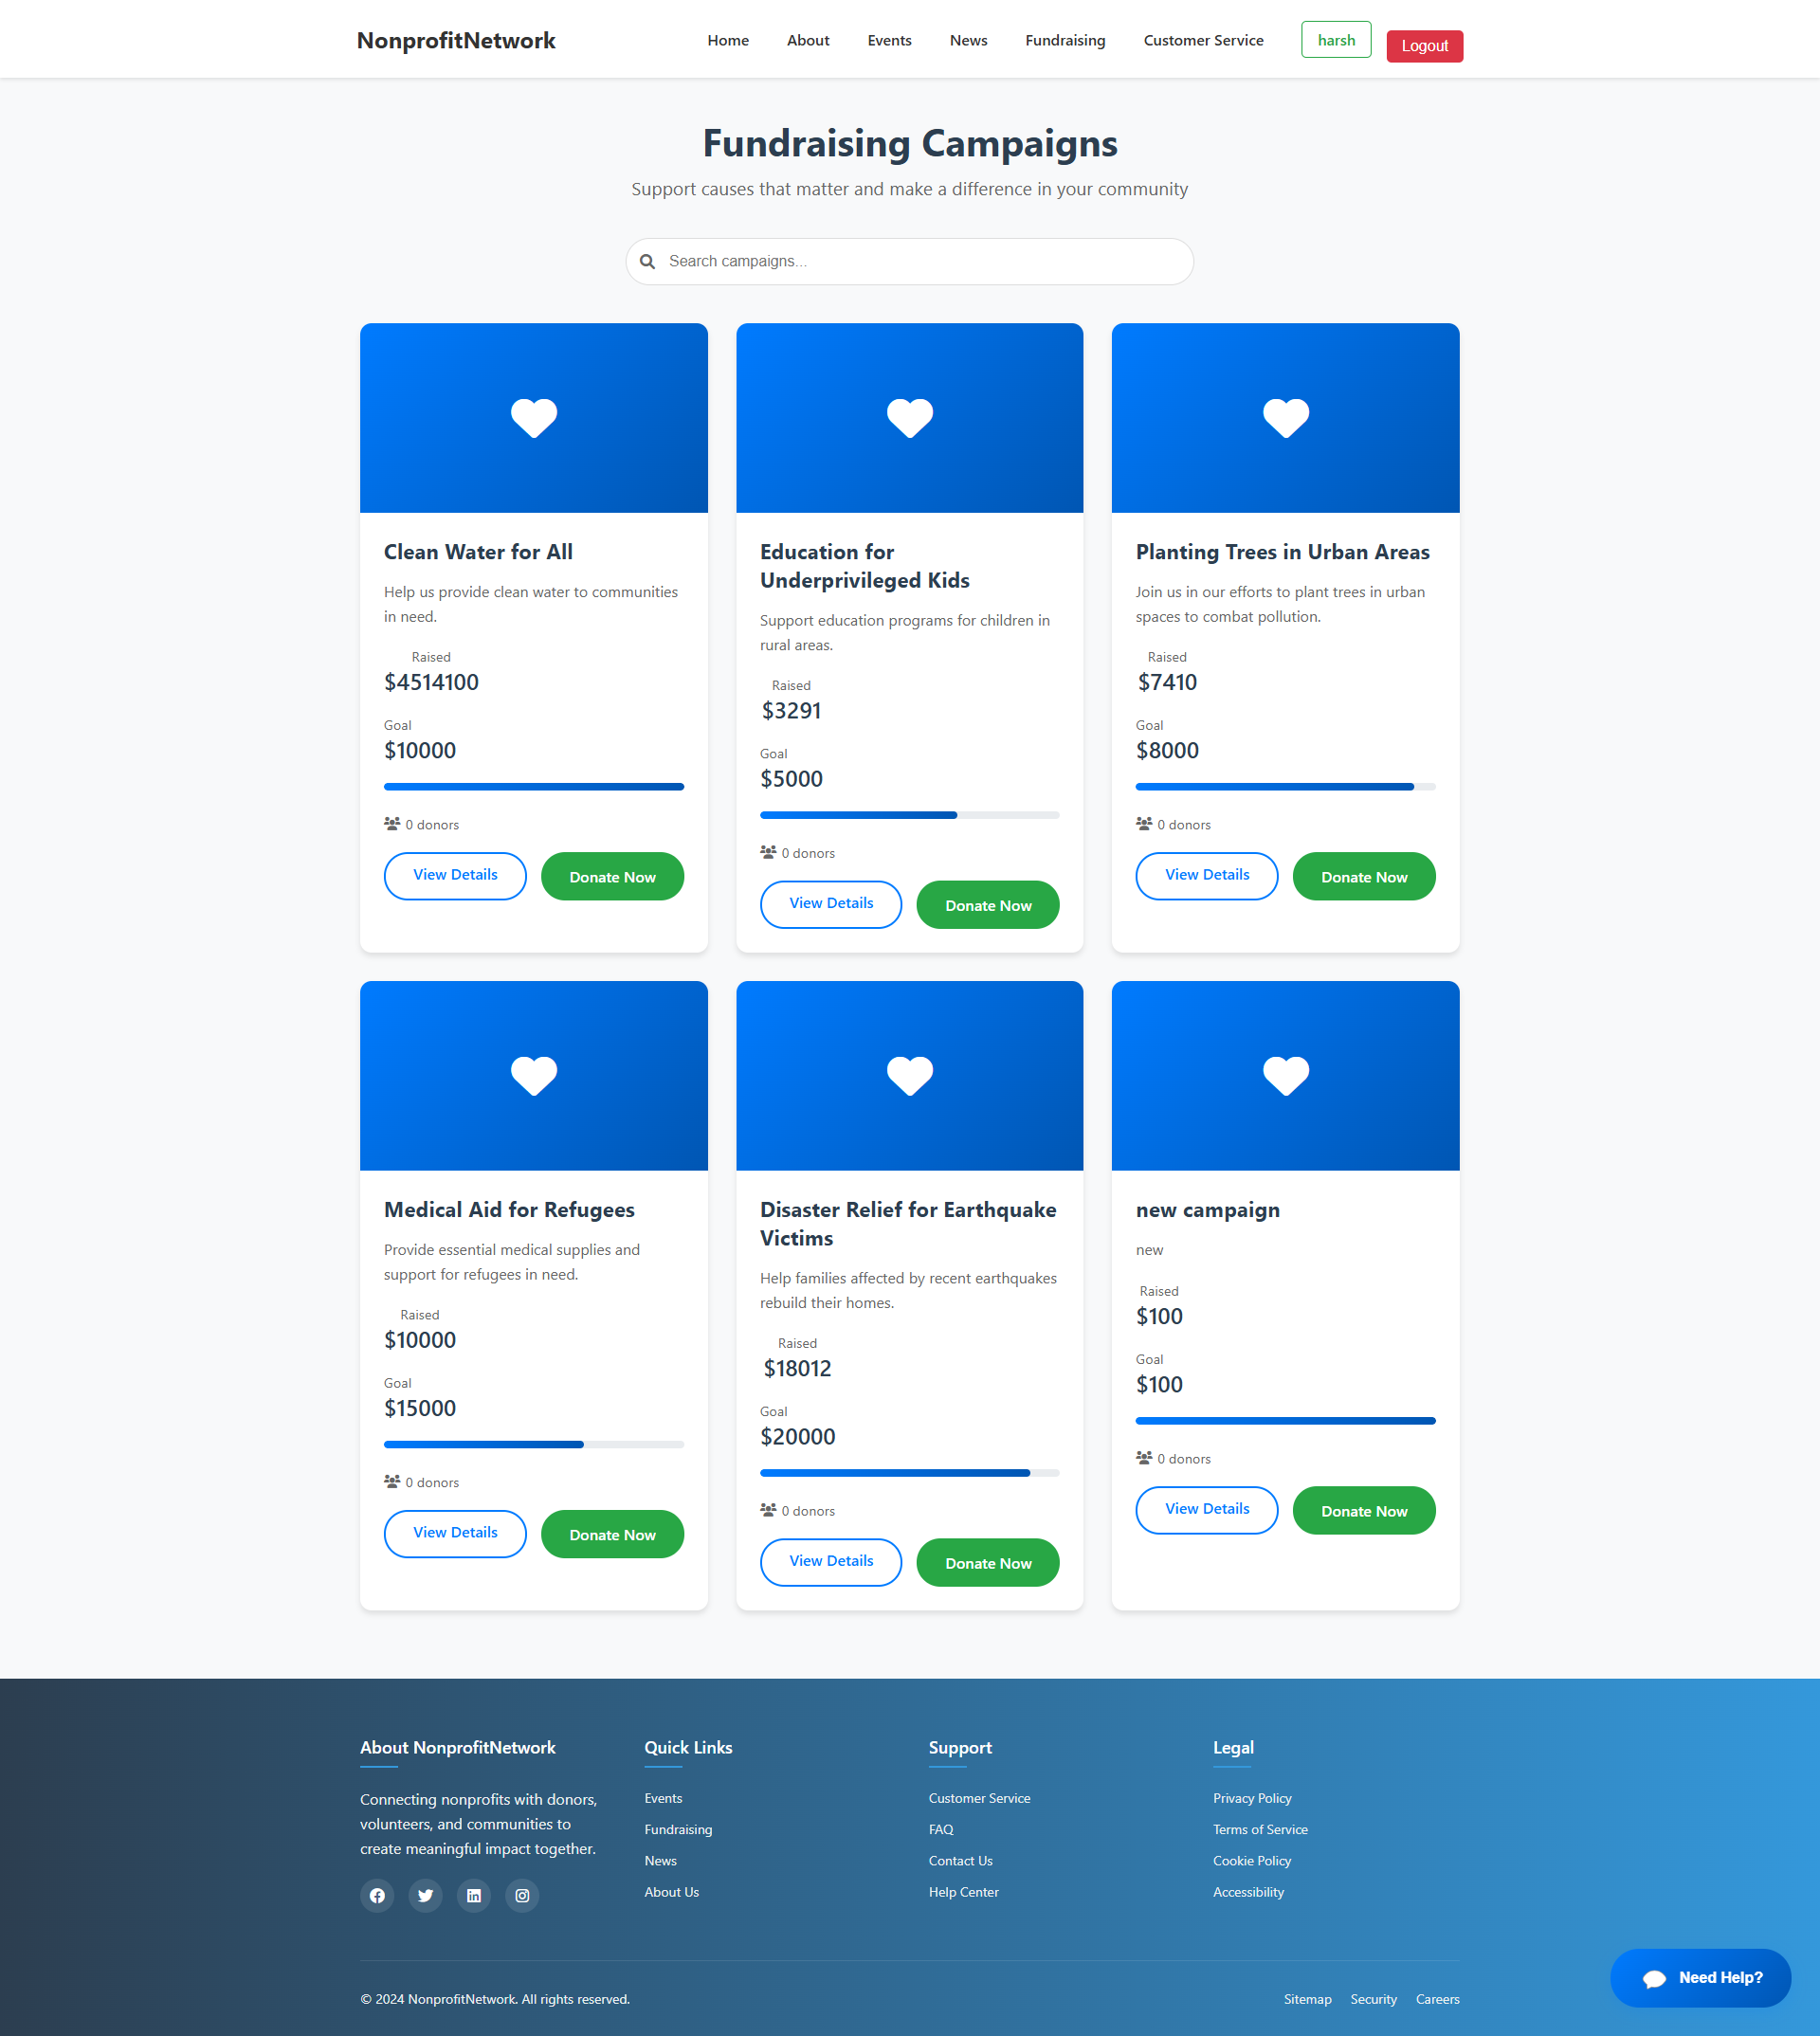 NonprofitNetwork
Home
About
Events
News
Fundraising
Customer Service
harsh
Logout
Fundraising Campaigns
Support causes that matter and make a difference in your community
Search campaigns...
Clean Water for All
Help us provide clean water to communities
in need.
Raised
$4514100
Goal
$10000
0 donors
View Details
Donate Now
Education for
Underprivileged Kids
Support education programs for children in
rural areas.
Raised
$3291
Goal
$5000
0 donors
View Details
Donate Now
Planting Trees in Urban Areas
Join us in our efforts to plant trees in urban
spaces to combat pollution.
Raised
$7410
Goal
$8000
0 donors
View Details
Donate Now
Medical Aid for Refugees
Provide essential medical supplies and
support for refugees in need.
Raised
$10000
Goal
$15000
0 donors
View Details
Donate Now
Disaster Relief for Earthquake
Victims
Help families affected by recent earthquakes
rebuild their homes.
Raised
$18012
Goal
$20000
0 donors
View Details
Donate Now
new campaign
new
Raised
$100
Goal
$100
0 donors
View Details
Donate Now
About NonprofitNetwork
Connecting nonprofits with donors,
volunteers, and communities to
create meaningful impact together.
Quick Links
Events
Fundraising
News
About Us
Support
Customer Service
FAQ
Contact Us
Help Center
Legal
Privacy Policy
Terms of Service
Cookie Policy
Accessibility
Need Help?
© 2024 NonprofitNetwork. All rights reserved.
Sitemap
Security
Careers